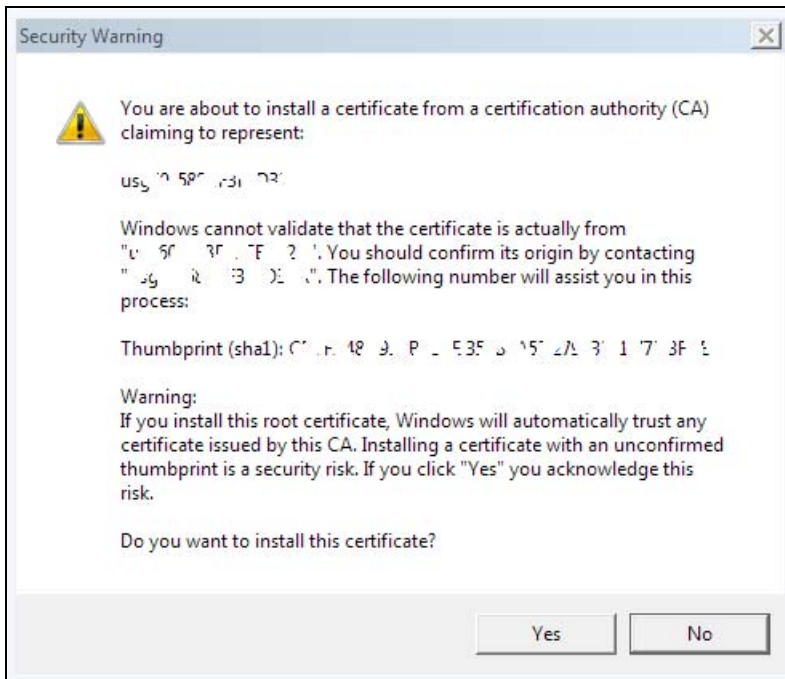 Security Warning
You are about to install a certificate from a certification authority (CA)
claiming to represent:
Windows cannot validate that the certificate is actually from
You should confirm its origin by contacting
The following number will assist you in this
process:
Thumbprint (sha1):
Warning:
If you install this root certificate, Windows will automatically trust any
certificate issued by this CA. Installing a certificate with an unconfirmed
thumbprint is a security risk. If you click "Yes" you acknowledge this
risk.
Do you want to install this certificate?
Yes
No